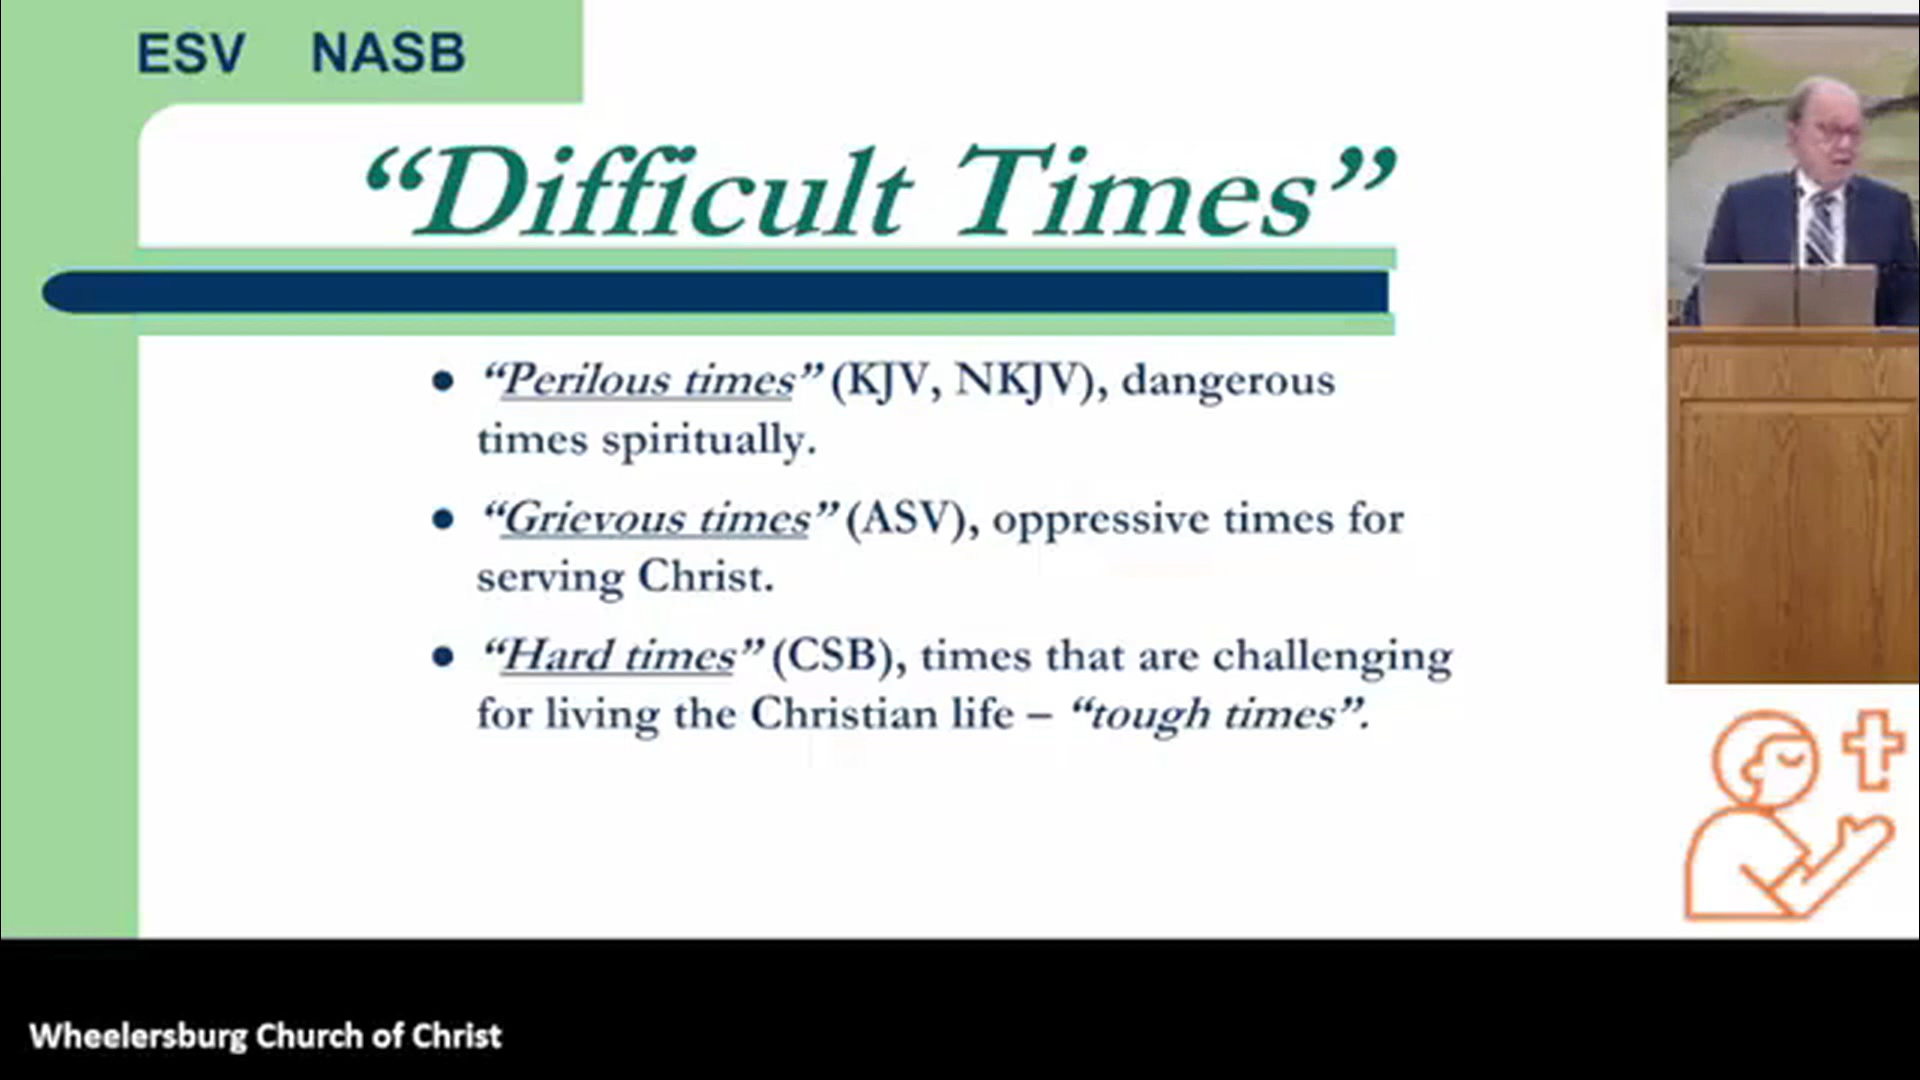 ESV NASB
“Difficult Times”
• “Perilous times” (KJV, NKJV), dangerous
times spiritually.
• “Grievous times” (ASV), oppressive times for
serving Christ.
• “Hard times” (CSB), times that are challenging
for living the Christian life – “tough times”.
Wheelersburg Church of Christ